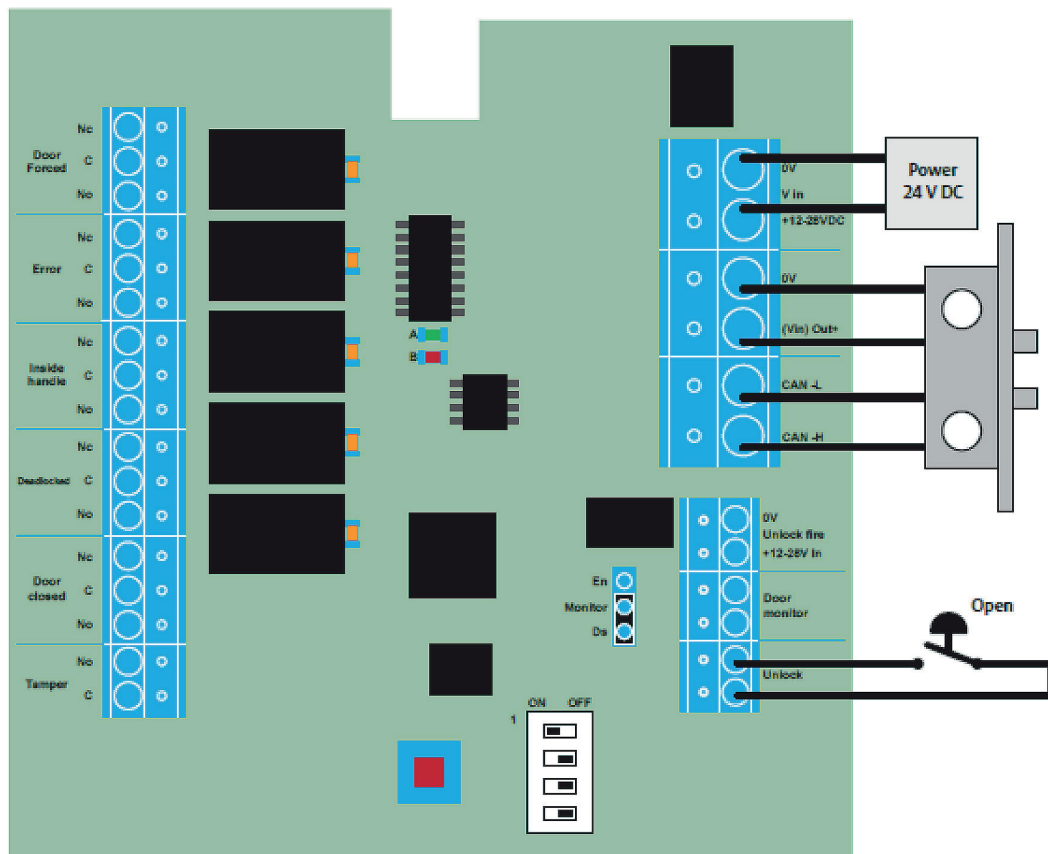 Nc
Door
Forced
C
No
Nc
Error
C
No
Nc
Inside
handle
C
No
Nc
Deadlocked
C
No
Nc
Door
closed
C
No
No
Tamper
C
A
B
0V
V in
+12-28VDC
Power
24 V DC
0V
(Vin) Out+
CAN -L
CAN -H
0V
Unlock fire
+12-28V in
En
Monitor
Ds
Door
monitor
Open
Unlock
ON OFF
1